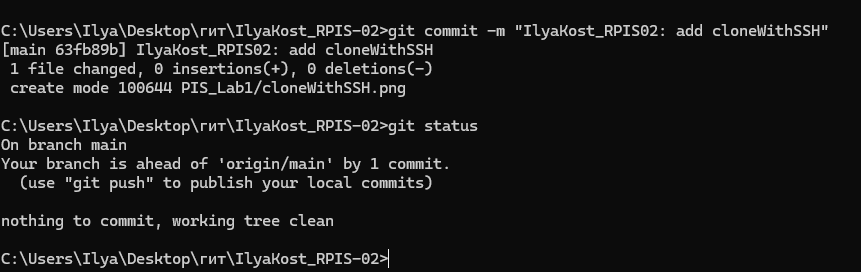 C:\Users\Ilya\Desktop\гит\IlyaKost_RPIS-02>git commit -m "IlyaKost_RPIS02: add cloneWithSSH"
[main 63fb89b] IlyaKost_RPIS02: add cloneWithSSH
 1 file changed, 0 insertions(+), 0 deletions(-)
 create mode 100644 PIS_Lab1/cloneWithSSH.png
C:\Users\Ilya\Desktop\гит\IlyaKost_RPIS-02>git status
On branch main
Your branch is ahead of 'origin/main' by 1 commit.
  (use "git push" to publish your local commits)
nothing to commit, working tree clean
C:\Users\Ilya\Desktop\гит\IlyaKost_RPIS-02>